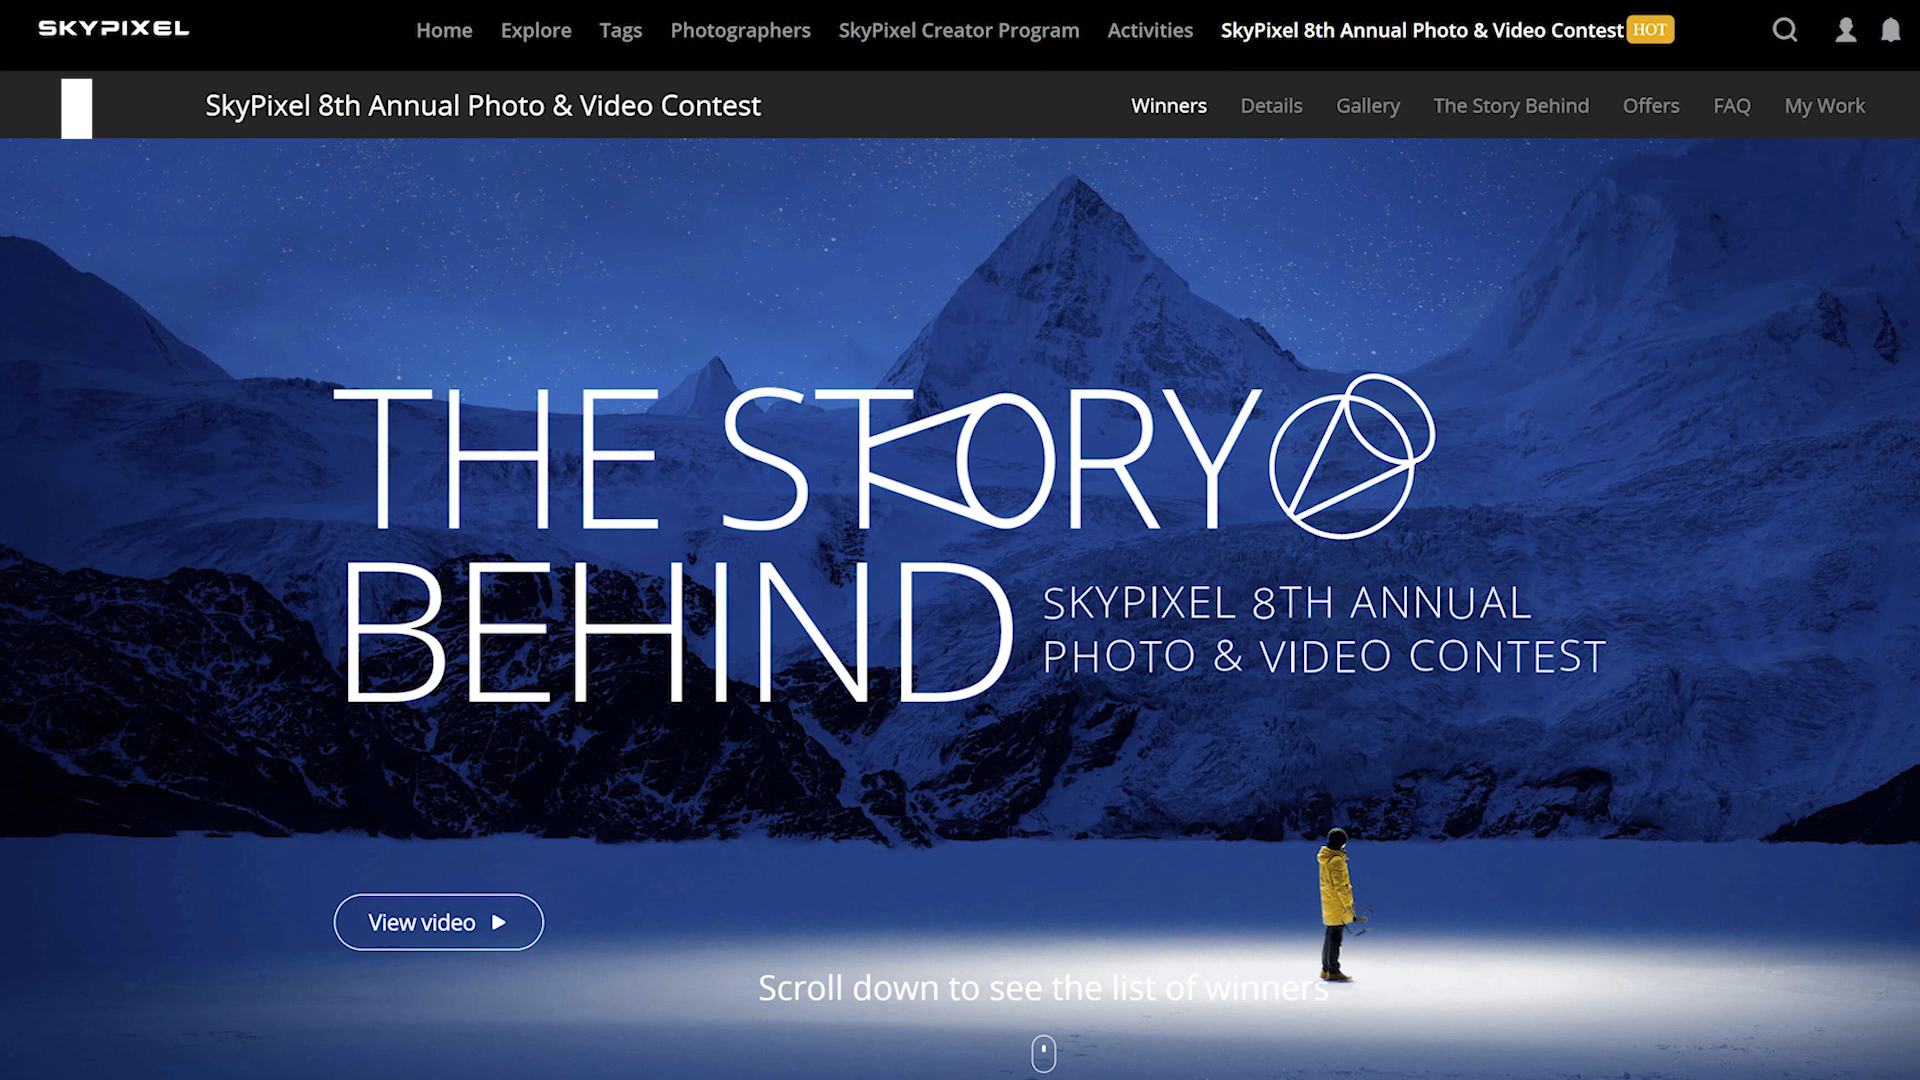 SKYPIXEL
Home Explore Tags Photographers SkyPixel Creator Program Activities SkyPixel 8th Annual Photo & Video Contest HOT
SkyPixel 8th Annual Photo & Video Contest
Winners Details Gallery The Story Behind Offers FAQ My Work
THE STORY
BEHIND
SKYPIXEL 8TH ANNUAL
PHOTO & VIDEO CONTEST
View video
Scroll down to see the list of winners